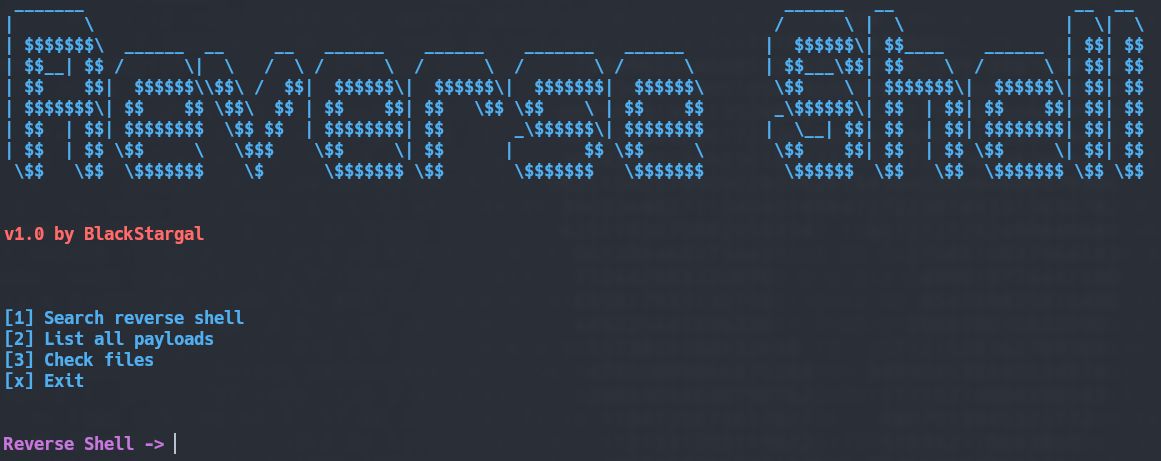 Reverse Shell
v1.0 by BlackStargal
[1] Search reverse shell
[2] List all payloads
[3] Check files
[x] Exit
Reverse Shell ->